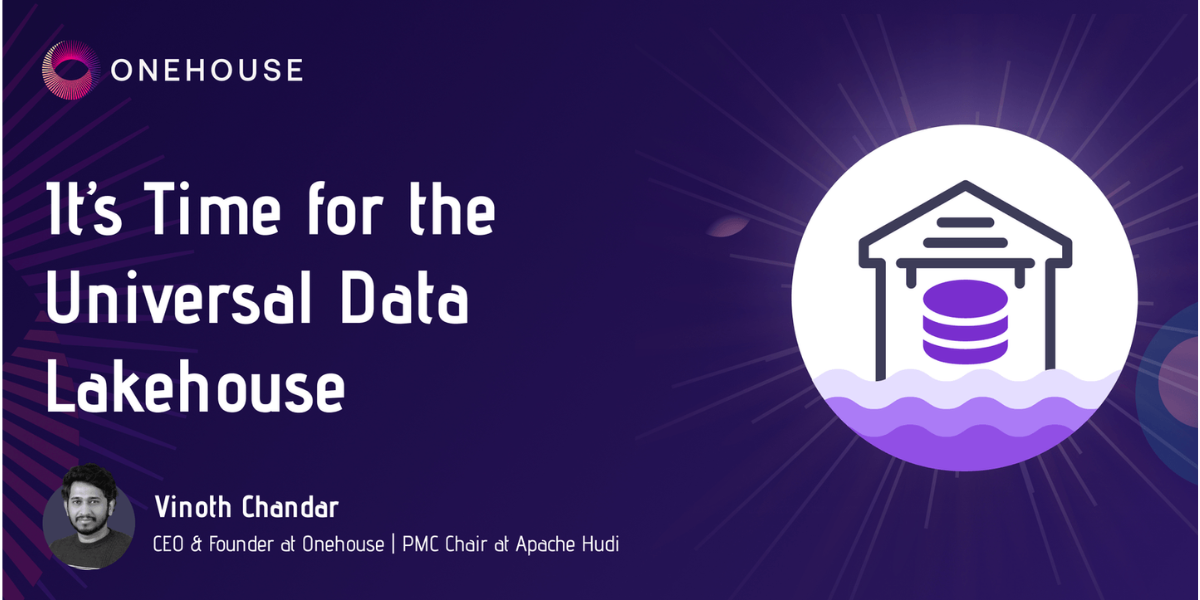 ONEHOUSE
It's Time for the
Universal Data
Lakehouse
Vinoth Chandar
CEO & Founder at Onehouse | PMC Chair at Apache Hudi